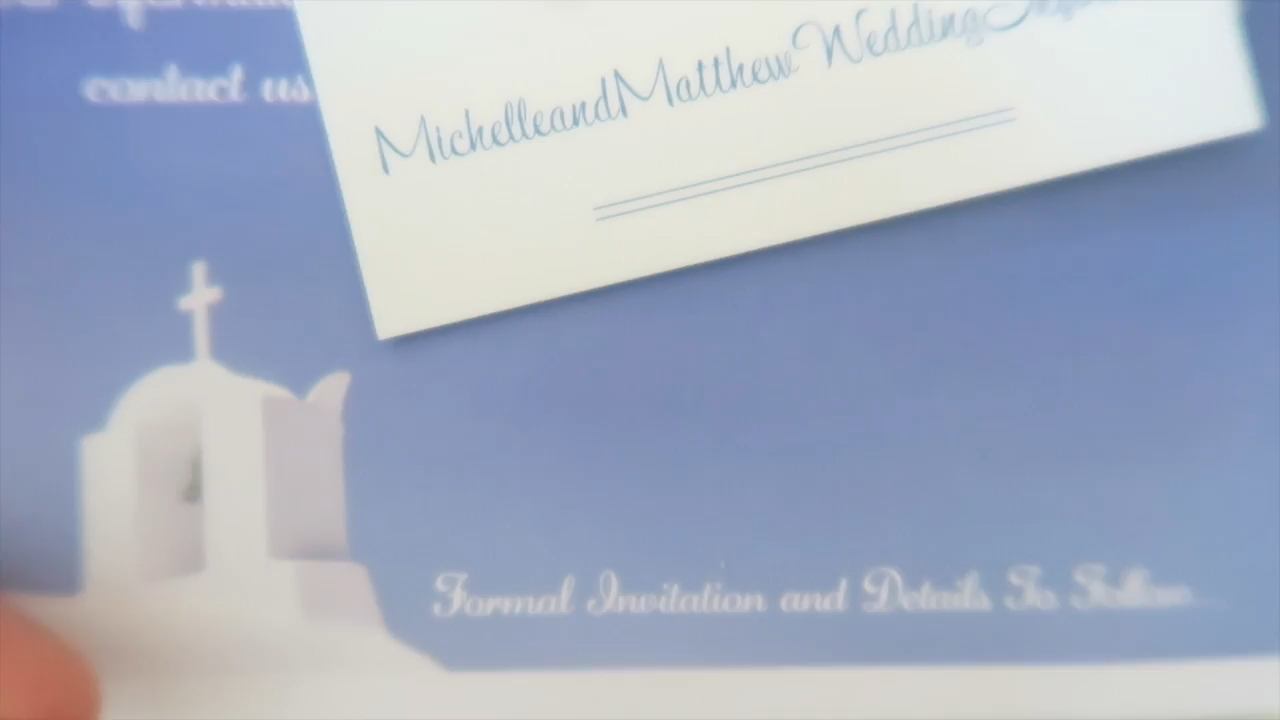 contact us
MichelleandMatthewWedding
Formal Invitation and Details To Follow...